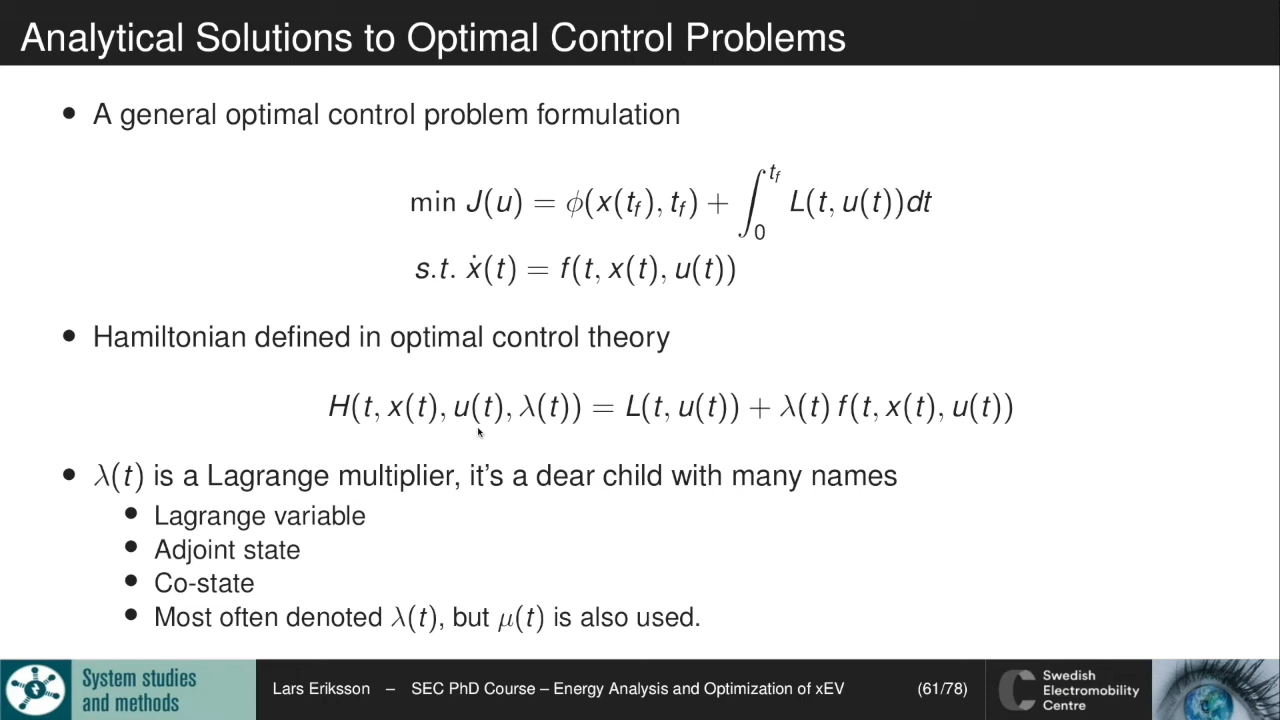 Analytical Solutions to Optimal Control Problems
• A general optimal control problem formulation
min J(u) = ϕ(x(t_f), t_f) + ∫_0^{t_f} L(t, u(t))dt
s.t. ẋ(t) = f(t, x(t), u(t))
• Hamiltonian defined in optimal control theory
H(t, x(t), u(t), λ(t)) = L(t, u(t)) + λ(t) f(t, x(t), u(t))
• λ(t) is a Lagrange multiplier, it's a dear child with many names
• Lagrange variable
• Adjoint state
• Co-state
• Most often denoted λ(t), but μ(t) is also used.
System studies
and methods
Lars Eriksson – SEC PhD Course – Energy Analysis and Optimization of xEV (61/78)
Swedish
Electromobility
Centre